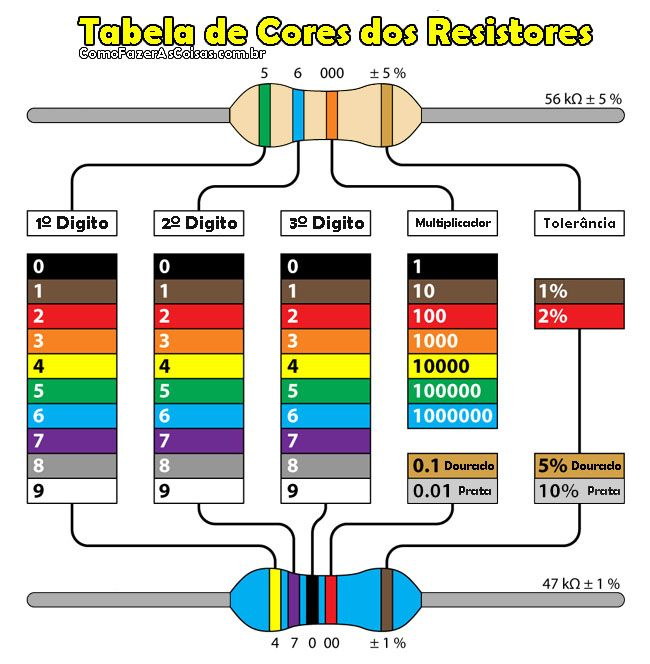 Tabela de Cores dos Resistores
ComoFazerAsCoisas.com.br
5 6 000 ± 5 %
56 kΩ ± 5 %
1º Digito 2º Digito 3º Digito Multiplicador Tolerância
0 0 0 1
1 1 1 10 1%
2 2 2 100 2%
3 3 3 1000
4 4 4 10000
5 5 5 100000
6 6 6 1000000
7 7 7
8 8 8 0.1 Dourado 5% Dourado
9 9 9 0.01 Prata 10% Prata
47 kΩ ± 1 %
4 7 0 00 ± 1 %